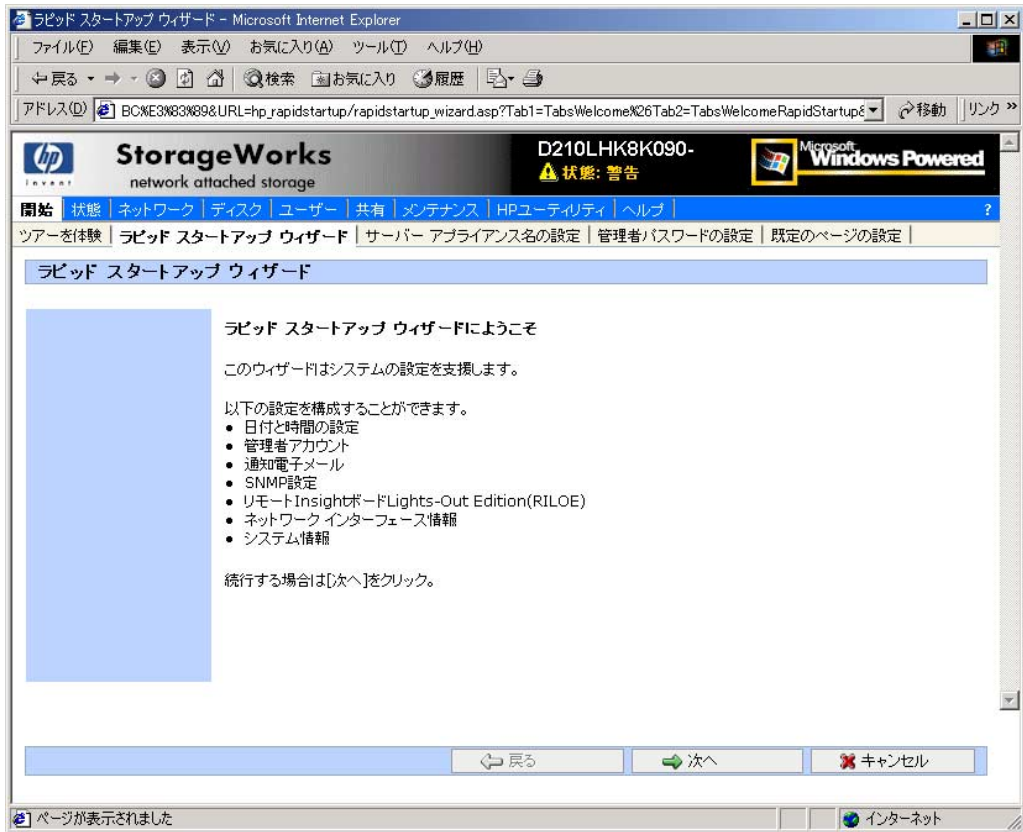 ラピッド スタートアップ ウィザード - Microsoft Internet Explorer
ファイル(F) 編集(E) 表示(V) お気に入り(A) ツール(T) ヘルプ(H)
戻る 検索 お気に入り 履歴
アドレス(D) BC%E3%83%89&URL=hp_rapidstartup/rapidstartup_wizard.asp?Tab1=TabsWelcome%26Tab2=TabsWelcomeRapidStartup& 移動 リンク »
hp
invent
StorageWorks
network attached storage
D210LHK8K090-
状態: 警告
Microsoft
Windows Powered
開始 状態 ネットワーク ディスク ユーザー 共有 メンテナンス HPユーティリティ ヘルプ ?
ツアーを体験 ラピッド スタートアップ ウィザード サーバー アプライアンス名の設定 管理者パスワードの設定 既定のページの設定
ラピッド スタートアップ ウィザード
ラピッド スタートアップ ウィザードにようこそ
このウィザードはシステムの設定を支援します。
以下の設定を構成することができます。
• 日付と時間の設定
• 管理者アカウント
• 通知電子メール
• SNMP設定
• リモートInsightボードLights-Out Edition(RILOE)
• ネットワーク インターフェース情報
• システム情報
続行する場合は[次へ]をクリック。
戻る 次へ キャンセル
ページが表示されました インターネット